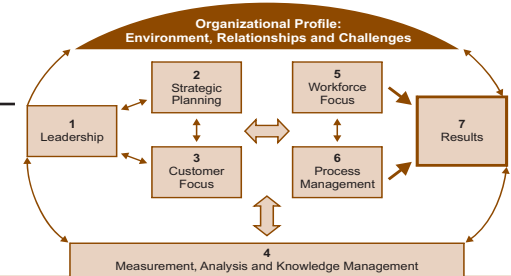 Organizational Profile:
Environment, Relationships and Challenges
2
Strategic
Planning
5
Workforce
Focus
1
Leadership
7
Results
3
Customer
Focus
6
Process
Management
4
Measurement, Analysis and Knowledge Management